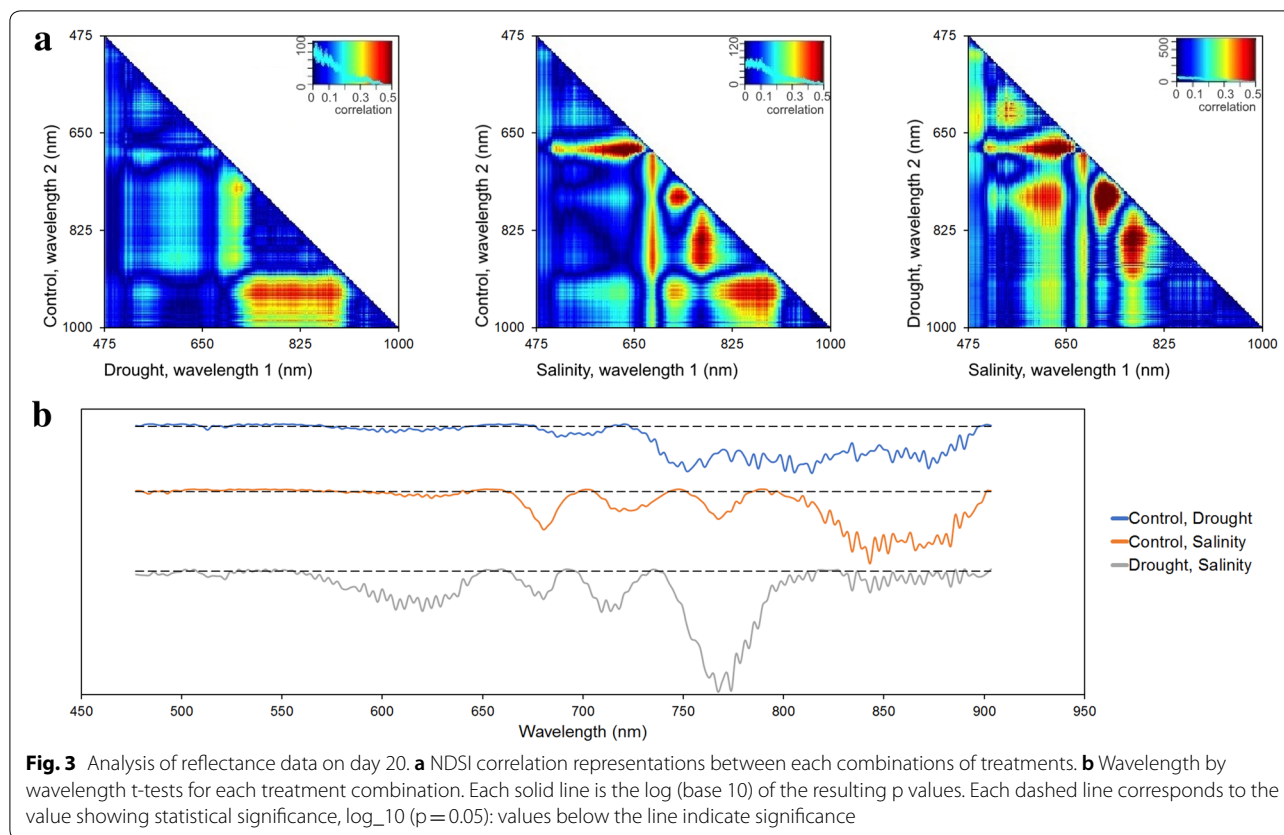 a
475
650
825
1000
Control, wavelength 2 (nm)
475 650 825 1000
Drought, wavelength 1 (nm)
0 100
0 0.1 0.3 0.5
correlation
475
650
825
1000
Control, wavelength 2 (nm)
475 650 825 1000
Salinity, wavelength 1 (nm)
0 120
0 0.1 0.3 0.5
correlation
475
650
825
1000
Drought, wavelength 2 (nm)
475 650 825 1000
Salinity, wavelength 1 (nm)
0 500
0 0.1 0.3 0.5
correlation
b
Control, Drought
Control, Salinity
Drought, Salinity
450 500 550 600 650 700 750 800 850 900 950
Wavelength (nm)
Fig. 3 Analysis of reflectance data on day 20. a NDSI correlation representations between each combinations of treatments. b Wavelength by
wavelength t-tests for each treatment combination. Each solid line is the log (base 10) of the resulting p values. Each dashed line corresponds to the
value showing statistical significance, log_10 (p = 0.05): values below the line indicate significance